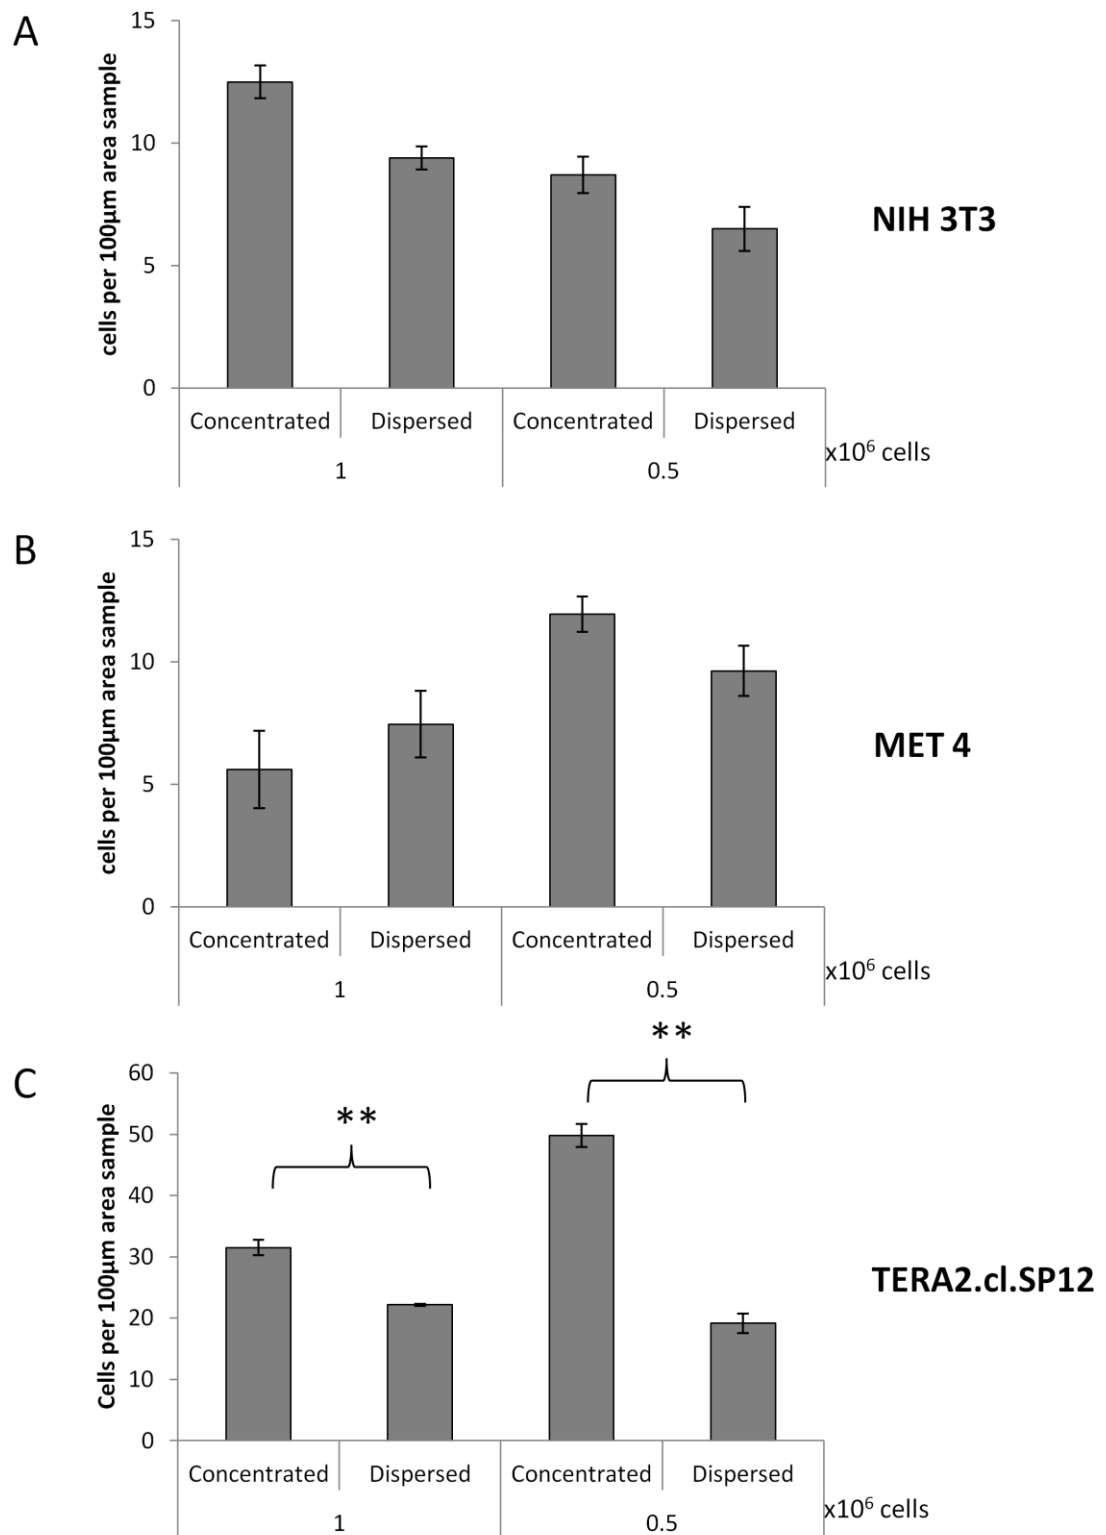 A
15
10
5
0
cells per 100µm area sample
Concentrated Dispersed Concentrated Dispersed
1 0.5
x10⁶ cells
NIH 3T3
B
15
10
5
0
cells per 100µm area sample
Concentrated Dispersed Concentrated Dispersed
1 0.5
x10⁶ cells
MET 4
C
**
**
60
50
40
30
20
10
0
Cells per 100µm area sample
Concentrated Dispersed Concentrated Dispersed
1 0.5
x10⁶ cells
TERA2.cl.SP12